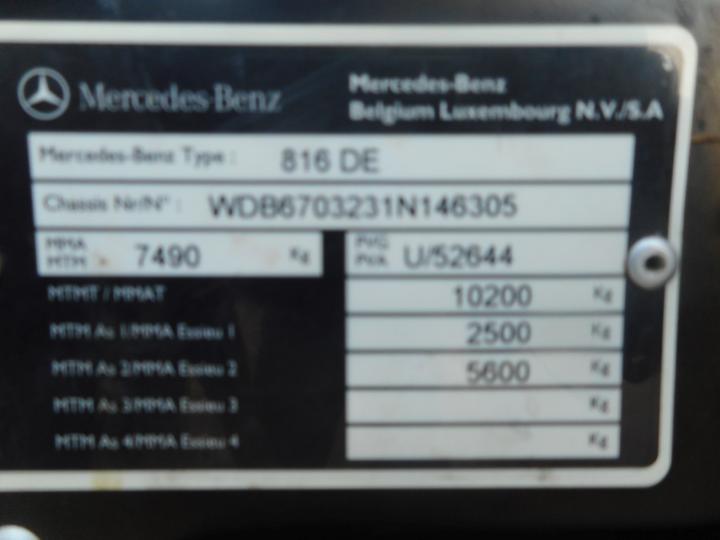 Mercedes-Benz
Mercedes-Benz
Belgium Luxembourg N.V./S.A
Mercedes-Benz Type : 816 DE
Chassis Nr/N° : WDB6703231N146305
MMA
MTM 7490 Kg
PVG
PVA U/52644
MTMT / MMAT 10200 Kg
MTM As 1/MMA Essieu 1 2500 Kg
MTM As 2/MMA Essieu 2 5600 Kg
MTM As 3/MMA Essieu 3 Kg
MTM As 4/MMA Essieu 4 Kg